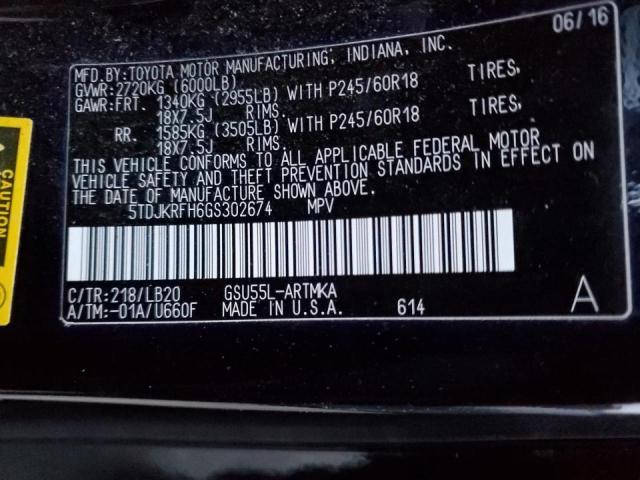 06/16
MFD.BY:TOYOTA MOTOR MANUFACTURING, INDIANA, INC.
GVWR:2720KG (6000LB)
GAWR:FRT. 1340KG (2955LB) WITH P245/60R18 TIRES,
18X7.5J RIMS.
RR. 1585KG (3505LB) WITH P245/60R18 TIRES,
18X7.5J RIMS.
THIS VEHICLE CONFORMS TO ALL APPLICABLE FEDERAL MOTOR
VEHICLE SAFETY AND THEFT PREVENTION STANDARDS IN EFFECT ON
THE DATE OF MANUFACTURE SHOWN ABOVE.
5TDJKRFH6GS302674 MPV
C/TR:218/LB20 GSU55L-ARTMKA
A/TM:-01A/U660F MADE IN U.S.A. 614 A
CAUTION